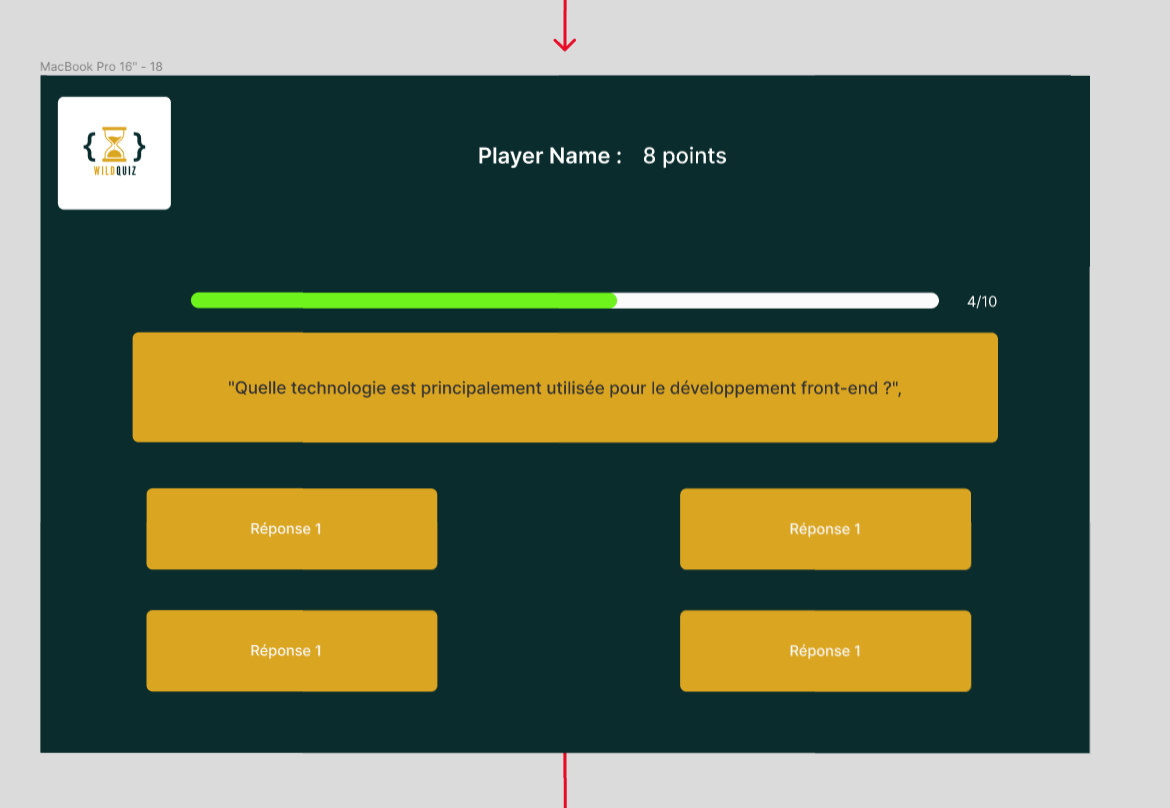 MacBook Pro 16" - 18
{ }
WILDQUIZ
Player Name : 8 points
4/10
"Quelle technologie est principalement utilisée pour le développement front-end ?",
Réponse 1 Réponse 1
Réponse 1 Réponse 1